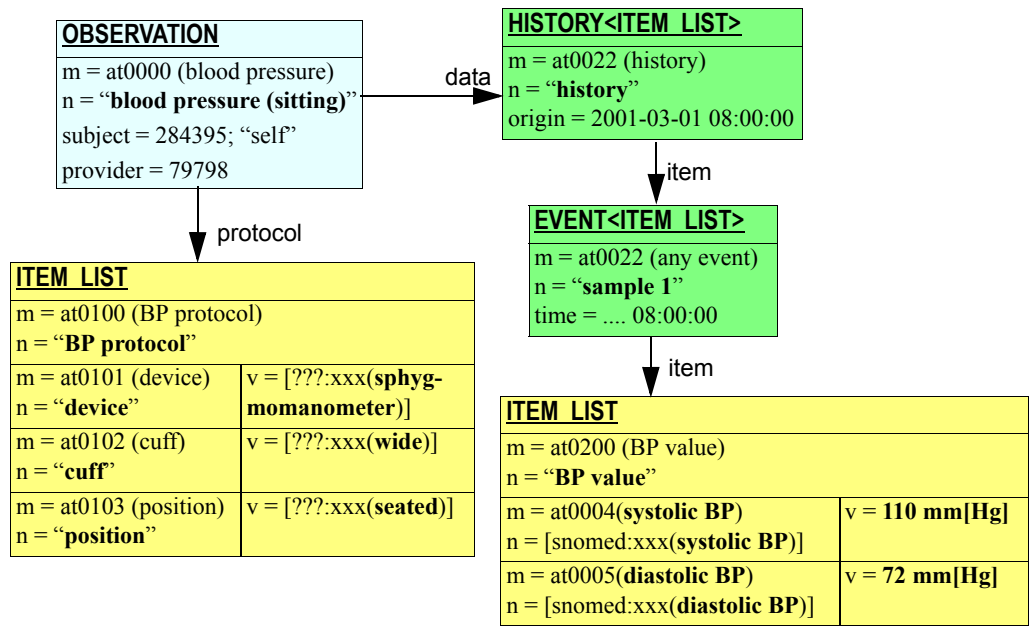 OBSERVATION
m = at0000 (blood pressure)
n = “blood pressure (sitting)”
subject = 284395; “self”
provider = 79798
data
HISTORY<ITEM_LIST>
m = at0022 (history)
n = “history”
origin = 2001-03-01 08:00:00
item
EVENT<ITEM_LIST>
m = at0022 (any event)
n = “sample 1”
time = .... 08:00:00
item
protocol
ITEM_LIST
m = at0100 (BP protocol)
n = “BP protocol”
m = at0101 (device)
n = “device”
v = [???:xxx(sphyg-
momanometer)]
m = at0102 (cuff)
n = “cuff”
v = [???:xxx(wide)]
m = at0103 (position)
n = “position”
v = [???:xxx(seated)]
ITEM_LIST
m = at0200 (BP value)
n = “BP value”
m = at0004(systolic BP)
n = [snomed:xxx(systolic BP)]
v = 110 mm[Hg]
m = at0005(diastolic BP)
n = [snomed:xxx(diastolic BP)]
v = 72 mm[Hg]